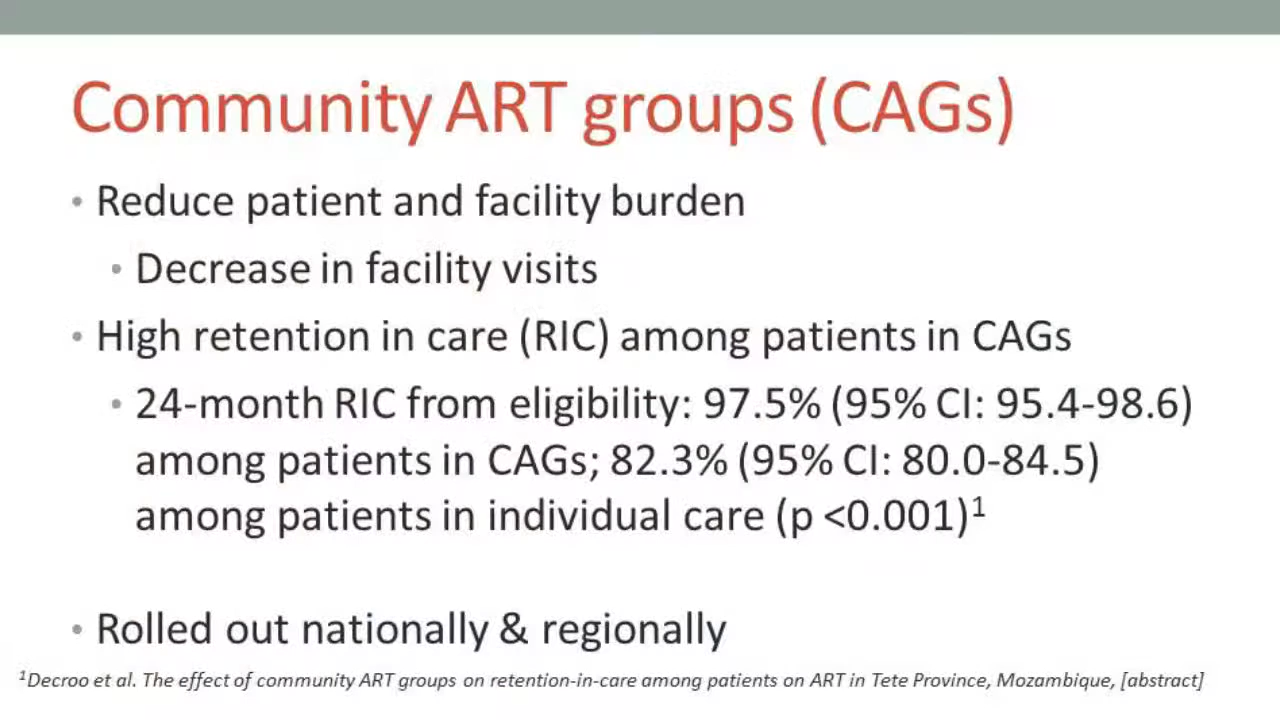 Community ART groups (CAGs)
• Reduce patient and facility burden
• Decrease in facility visits
• High retention in care (RIC) among patients in CAGs
• 24-month RIC from eligibility: 97.5% (95% CI: 95.4-98.6)
among patients in CAGs; 82.3% (95% CI: 80.0-84.5)
among patients in individual care (p <0.001)¹
• Rolled out nationally & regionally
¹Decroo et al. The effect of community ART groups on retention-in-care among patients on ART in Tete Province, Mozambique, [abstract]